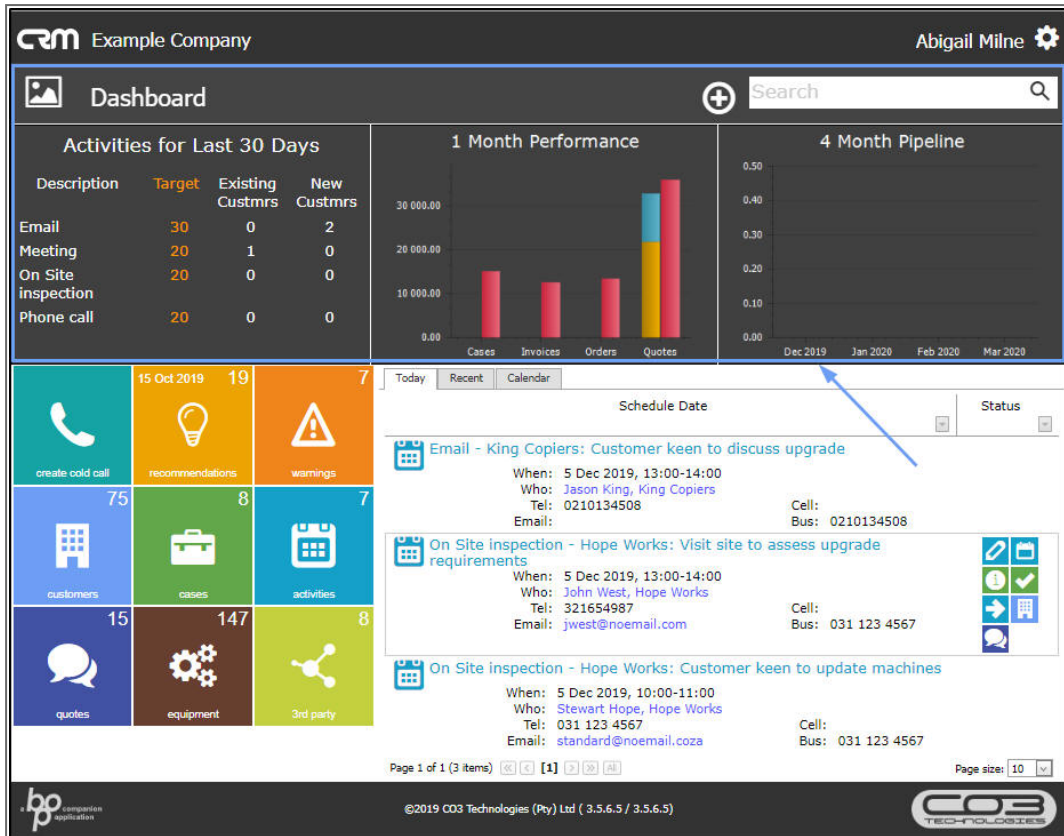 CRM Example Company
Abigail Milne
Dashboard
Search
Activities for Last 30 Days
Description Target Existing Custmrs New Custmrs
Email 30 0 2
Meeting 20 1 0
On Site inspection 20 0 0
Phone call 20 0 0
1 Month Performance
30 000.00
20 000.00
10 000.00
0.00
Cases Invoices Orders Quotes
4 Month Pipeline
0.50
0.40
0.30
0.20
0.10
0.00
Dec 2019 Jan 2020 Feb 2020 Mar 2020
create cold call
15 Oct 2019 19
recommendations
7
warnings
75
customers
8
cases
7
activities
15
quotes
147
equipment
8
3rd party
Today Recent Calendar
Schedule Date Status
Email - King Copiers: Customer keen to discuss upgrade
When: 5 Dec 2019, 13:00-14:00
Who: Jason King, King Copiers
Tel: 0210134508 Cell:
Email: Bus: 0210134508
On Site inspection - Hope Works: Visit site to assess upgrade
requirements
When: 5 Dec 2019, 13:00-14:00
Who: John West, Hope Works
Tel: 321654987 Cell:
Email: jwest@noemail.com Bus: 031 123 4567
On Site inspection - Hope Works: Customer keen to update machines
When: 5 Dec 2019, 10:00-11:00
Who: Stewart Hope, Hope Works
Tel: 031 123 4567 Cell:
Email: standard@noemail.coza Bus: 031 123 4567
Page 1 of 1 (3 items) [1] All
Page size: 10
a bpo companion
application
©2019 CO3 Technologies (Pty) Ltd ( 3.5.6.5 / 3.5.6.5)
CO3
TECHNOLOGIES